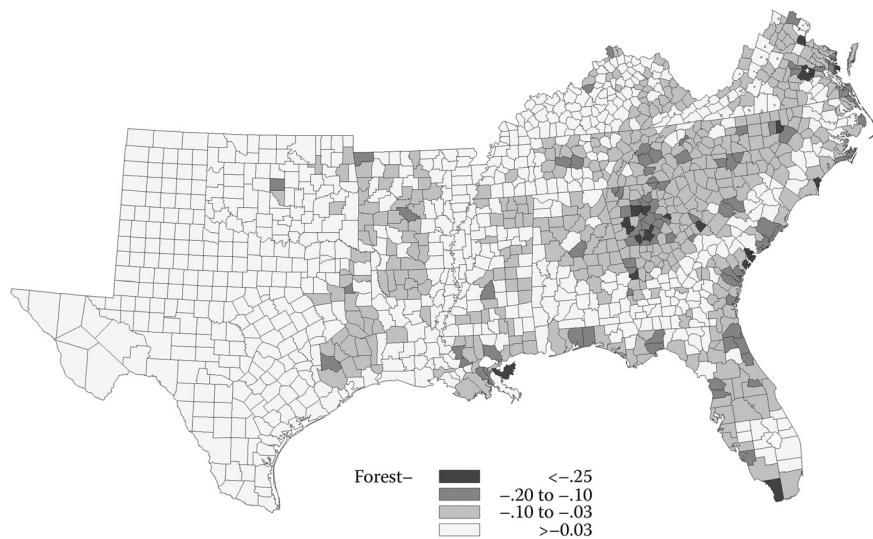 Forest–
<–.25
–.20 to –.10
–.10 to –.03
>–0.03